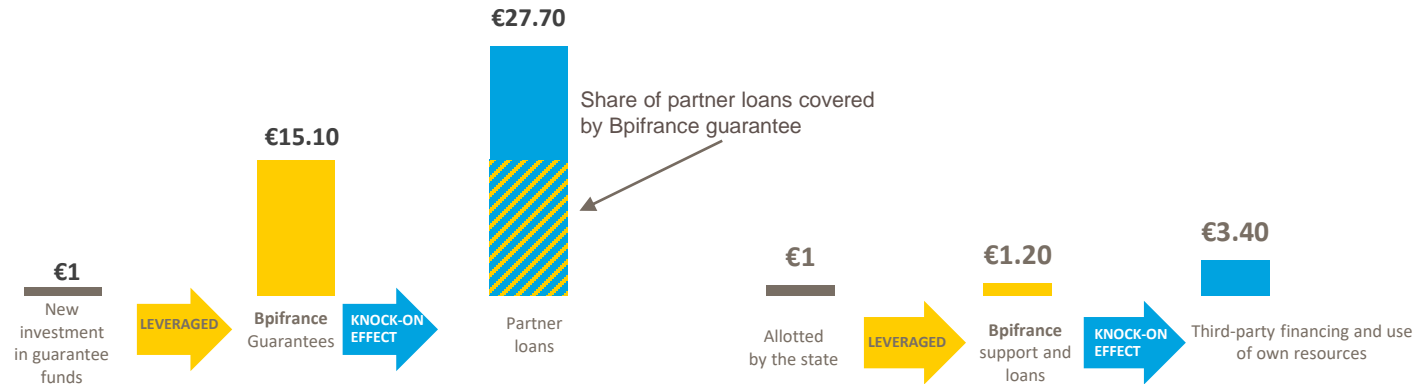 €27.70
Share of partner loans covered
by Bpifrance guarantee
€15.10
€1
New
investment
in guarantee
funds
LEVERAGED
Bpifrance
Guarantees
KNOCK-ON
EFFECT
Partner
loans
€1
Allotted
by the state
LEVERAGED
€1.20
Bpifrance
support and
loans
KNOCK-ON
EFFECT
€3.40
Third-party financing and use
of own resources